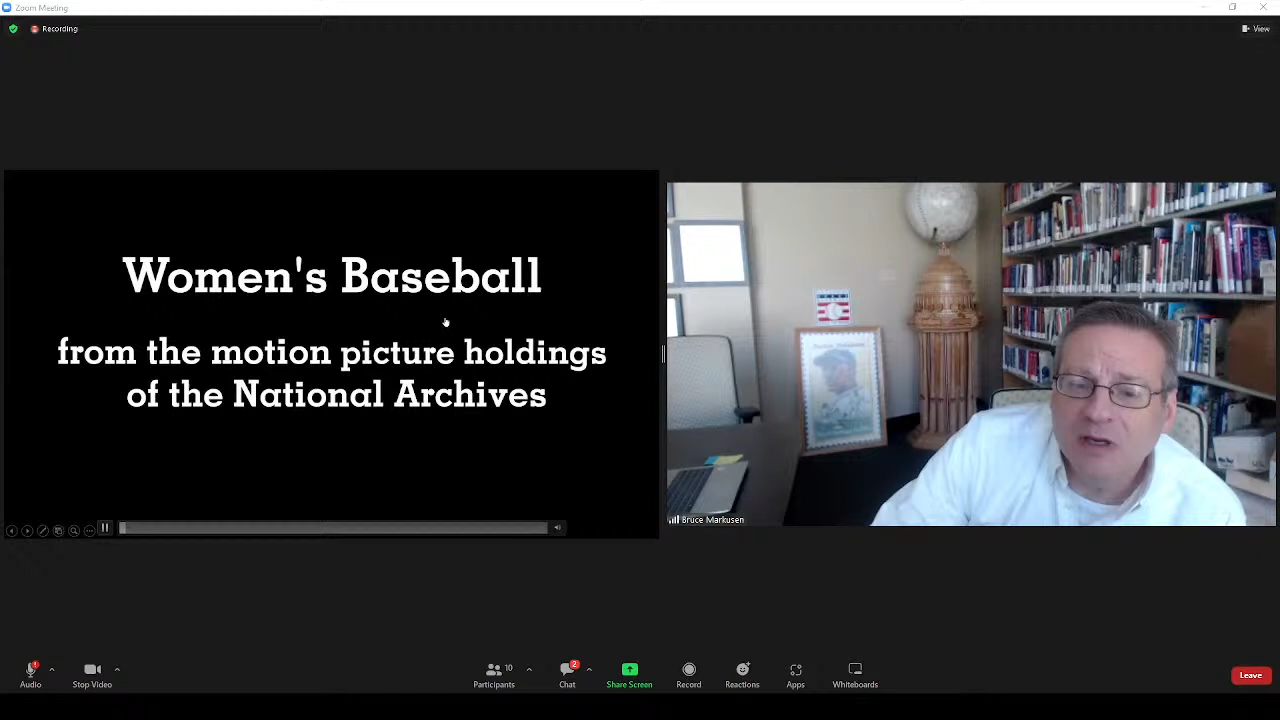 Zoom Meeting
Recording
View
Women's Baseball
from the motion picture holdings
of the National Archives
Bruce Markusen
10
2
Audio
Stop Video
Participants
Chat
Share Screen
Record
Reactions
Apps
Whiteboards
Leave